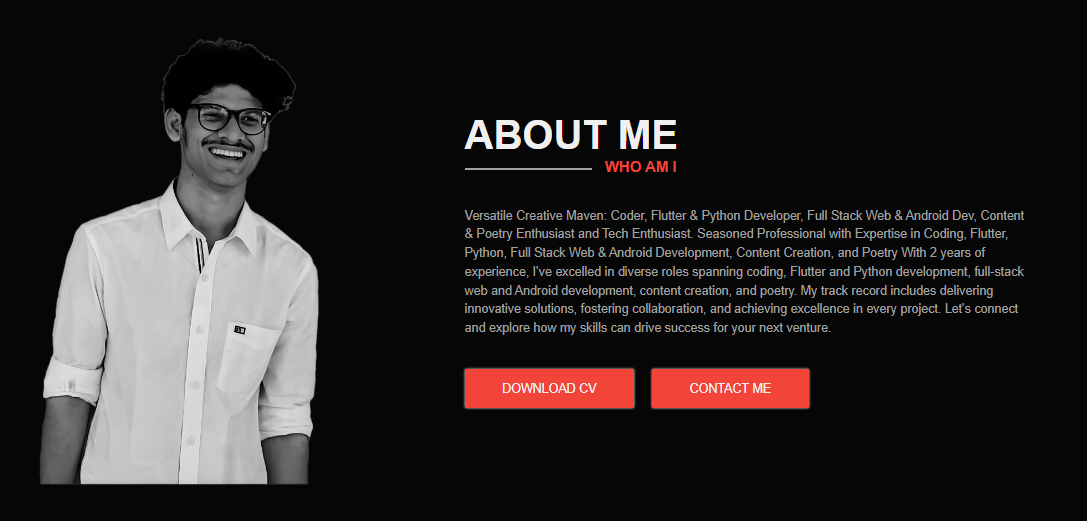 ABOUT ME
WHO AM I
Versatile Creative Maven: Coder, Flutter & Python Developer, Full Stack Web & Android Dev, Content
& Poetry Enthusiast and Tech Enthusiast. Seasoned Professional with Expertise in Coding, Flutter,
Python, Full Stack Web & Android Development, Content Creation, and Poetry With 2 years of
experience, I've excelled in diverse roles spanning coding, Flutter and Python development, full-stack
web and Android development, content creation, and poetry. My track record includes delivering
innovative solutions, fostering collaboration, and achieving excellence in every project. Let's connect
and explore how my skills can drive success for your next venture.
DOWNLOAD CV
CONTACT ME